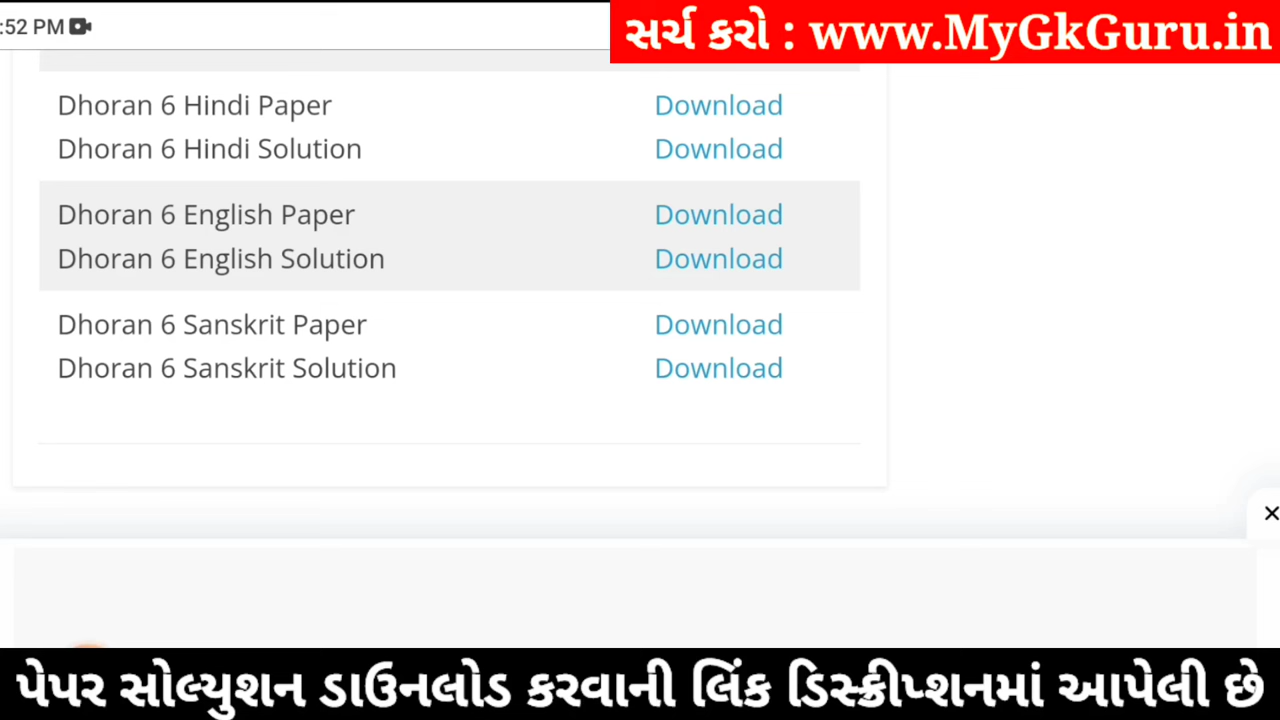 :52 PM
સર્ચ કરો : www.MyGkGuru.in
Dhoran 6 Hindi Paper Download
Dhoran 6 Hindi Solution Download
Dhoran 6 English Paper Download
Dhoran 6 English Solution Download
Dhoran 6 Sanskrit Paper Download
Dhoran 6 Sanskrit Solution Download
પેપર સોલ્યુશન ડાઉનલોડ કરવાની લિંક ડિસ્ક્રીપ્શનમાં આપેલી છે